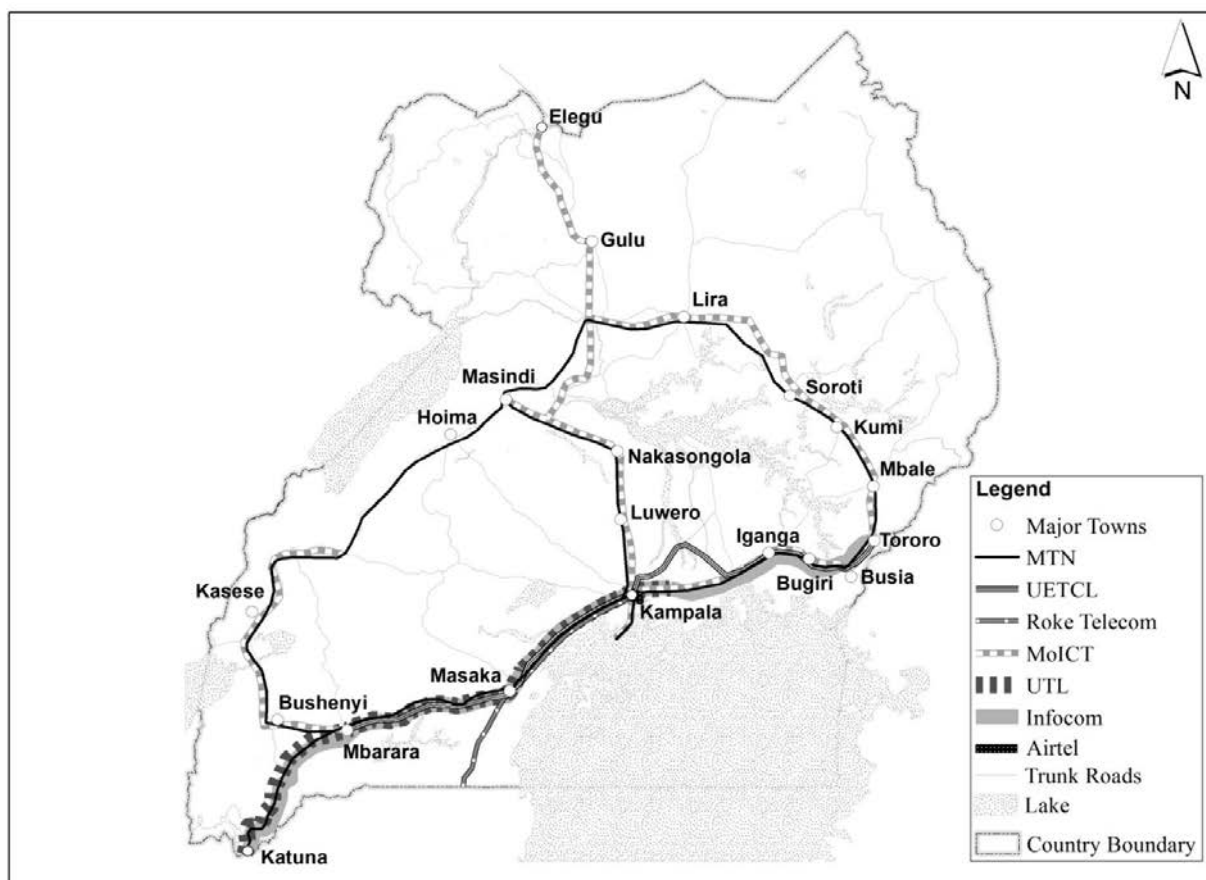 N
Elegu
Gulu
Lira
Masindi
Soroti
Hoima
Kumi
Nakasongola
Mbale
Luwero
Iganga
Tororo
Bugiri
Busia
Kasese
Kampala
Masaka
Bushenyi
Mbarara
Katuna
Legend
Major Towns
MTN
UETCL
Roke Telecom
MoICT
UTL
Infocom
Airtel
Trunk Roads
Lake
Country Boundary